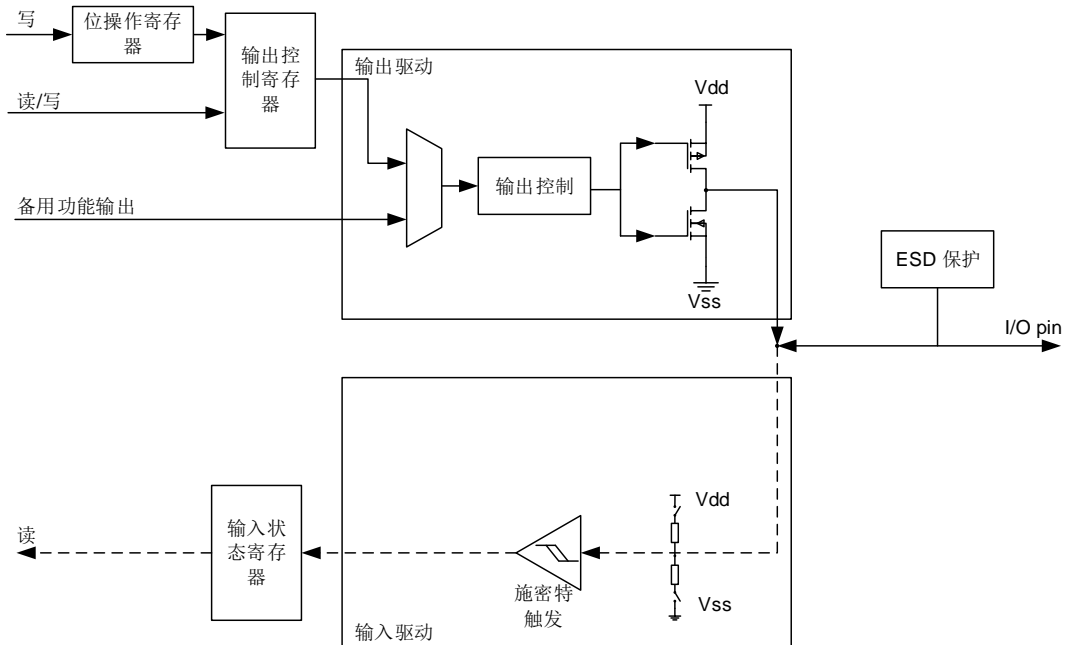 写
位操作寄存
器
输出控
制寄存
器
读/写
备用功能输出
输出驱动
Vdd
输出控制
Vss
ESD 保护
I/O pin
读
输入状
态寄存
器
施密特
触发
Vdd
Vss
输入驱动